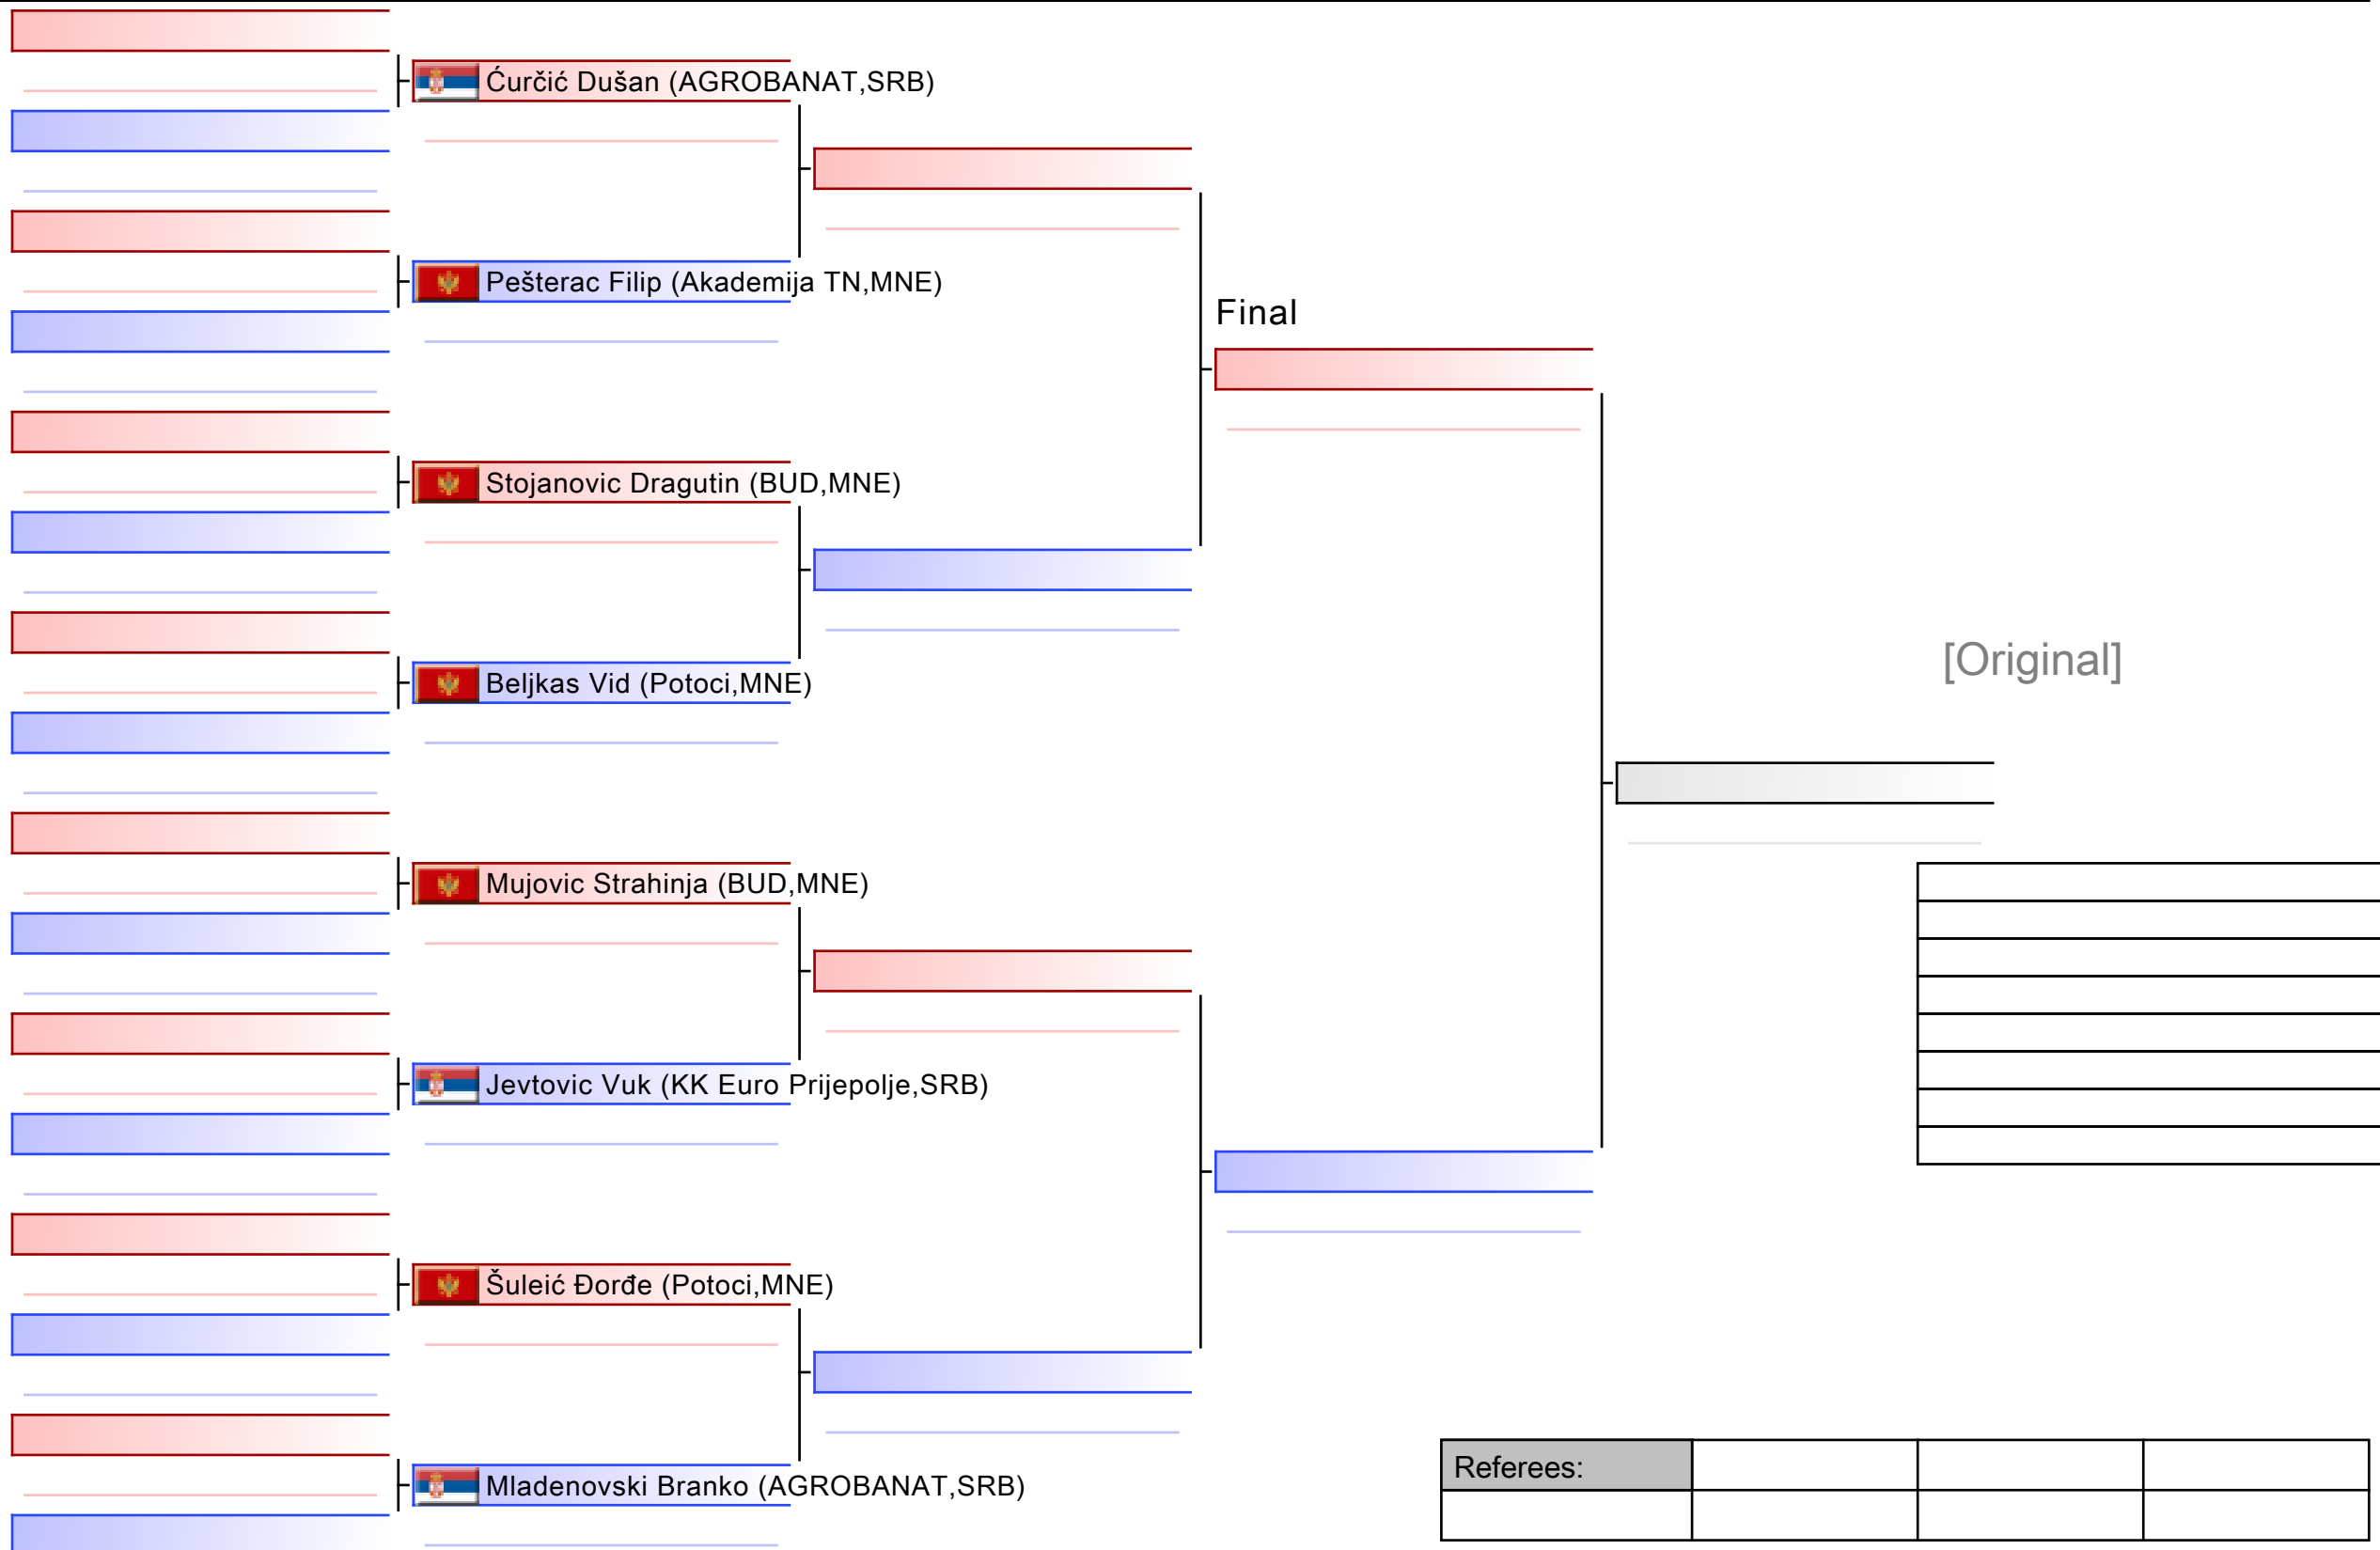 Ćurčić Dušan (AGROBANAT,SRB)
Pešterac Filip (Akademija TN,MNE)
Final
Stojanovic Dragutin (BUD,MNE)
[Original]
Beljkas Vid (Potoci,MNE)
Mujovic Strahinja (BUD,MNE)
Jevtovic Vuk (KK Euro Prijepolje,SRB)
Šuleić Đorđe (Potoci,MNE)
Referees:
Mladenovski Branko (AGROBANAT,SRB)